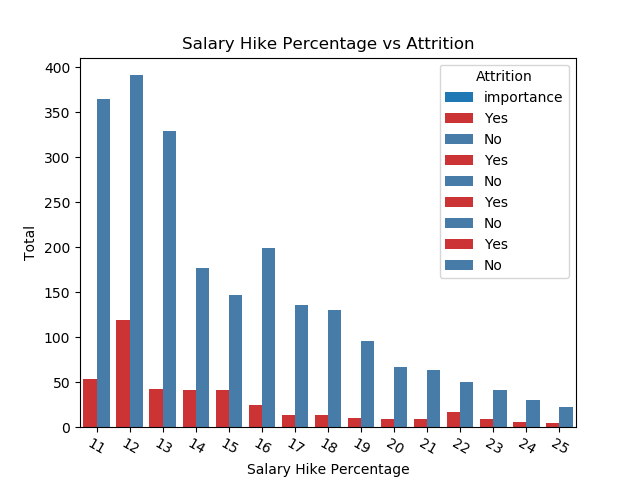 Salary Hike Percentage vs Attrition
400
350
300
250
200
150
100
50
0
Total
Attrition
importance
Yes
No
Yes
No
Yes
No
Yes
No
11 12 13 14 15 16 17 18 19 20 21 22 23 24 25
Salary Hike Percentage